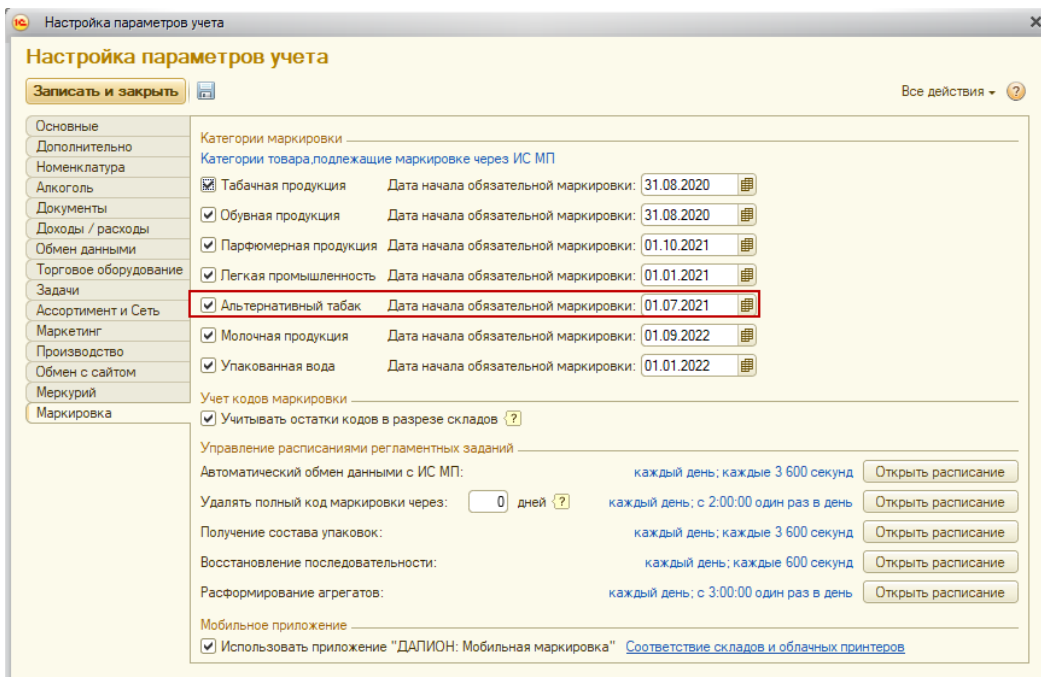 1С Настройка параметров учета
Настройка параметров учета
Записать и закрыть Все действия ?
Основные
Дополнительно
Номенклатура
Алкоголь
Документы
Доходы / расходы
Обмен данными
Торговое оборудование
Задачи
Ассортимент и Сеть
Маркетинг
Производство
Обмен с сайтом
Меркурий
Маркировка
Категории маркировки
Категории товара,подлежащие маркировке через ИС МП
Табачная продукция Дата начала обязательной маркировки: 31.08.2020
Обувная продукция Дата начала обязательной маркировки: 31.08.2020
Парфюмерная продукция Дата начала обязательной маркировки: 01.10.2021
Легкая промышленность Дата начала обязательной маркировки: 01.01.2021
Альтернативный табак Дата начала обязательной маркировки: 01.07.2021
Молочная продукция Дата начала обязательной маркировки: 01.09.2022
Упакованная вода Дата начала обязательной маркировки: 01.01.2022
Учет кодов маркировки
Учитывать остатки кодов в разрезе складов ?
Управление расписаниями регламентных заданий
Автоматический обмен данными с ИС МП: каждый день; каждые 3 600 секунд Открыть расписание
Удалять полный код маркировки через: 0 дней ? каждый день; с 2:00:00 один раз в день Открыть расписание
Получение состава упаковок: каждый день; каждые 3 600 секунд Открыть расписание
Восстановление последовательности: каждый день; каждые 600 секунд Открыть расписание
Расформирование агрегатов: каждый день; с 3:00:00 один раз в день Открыть расписание
Мобильное приложение
Использовать приложение "ДАЛИОН: Мобильная маркировка" Соответствие складов и облачных принтеров